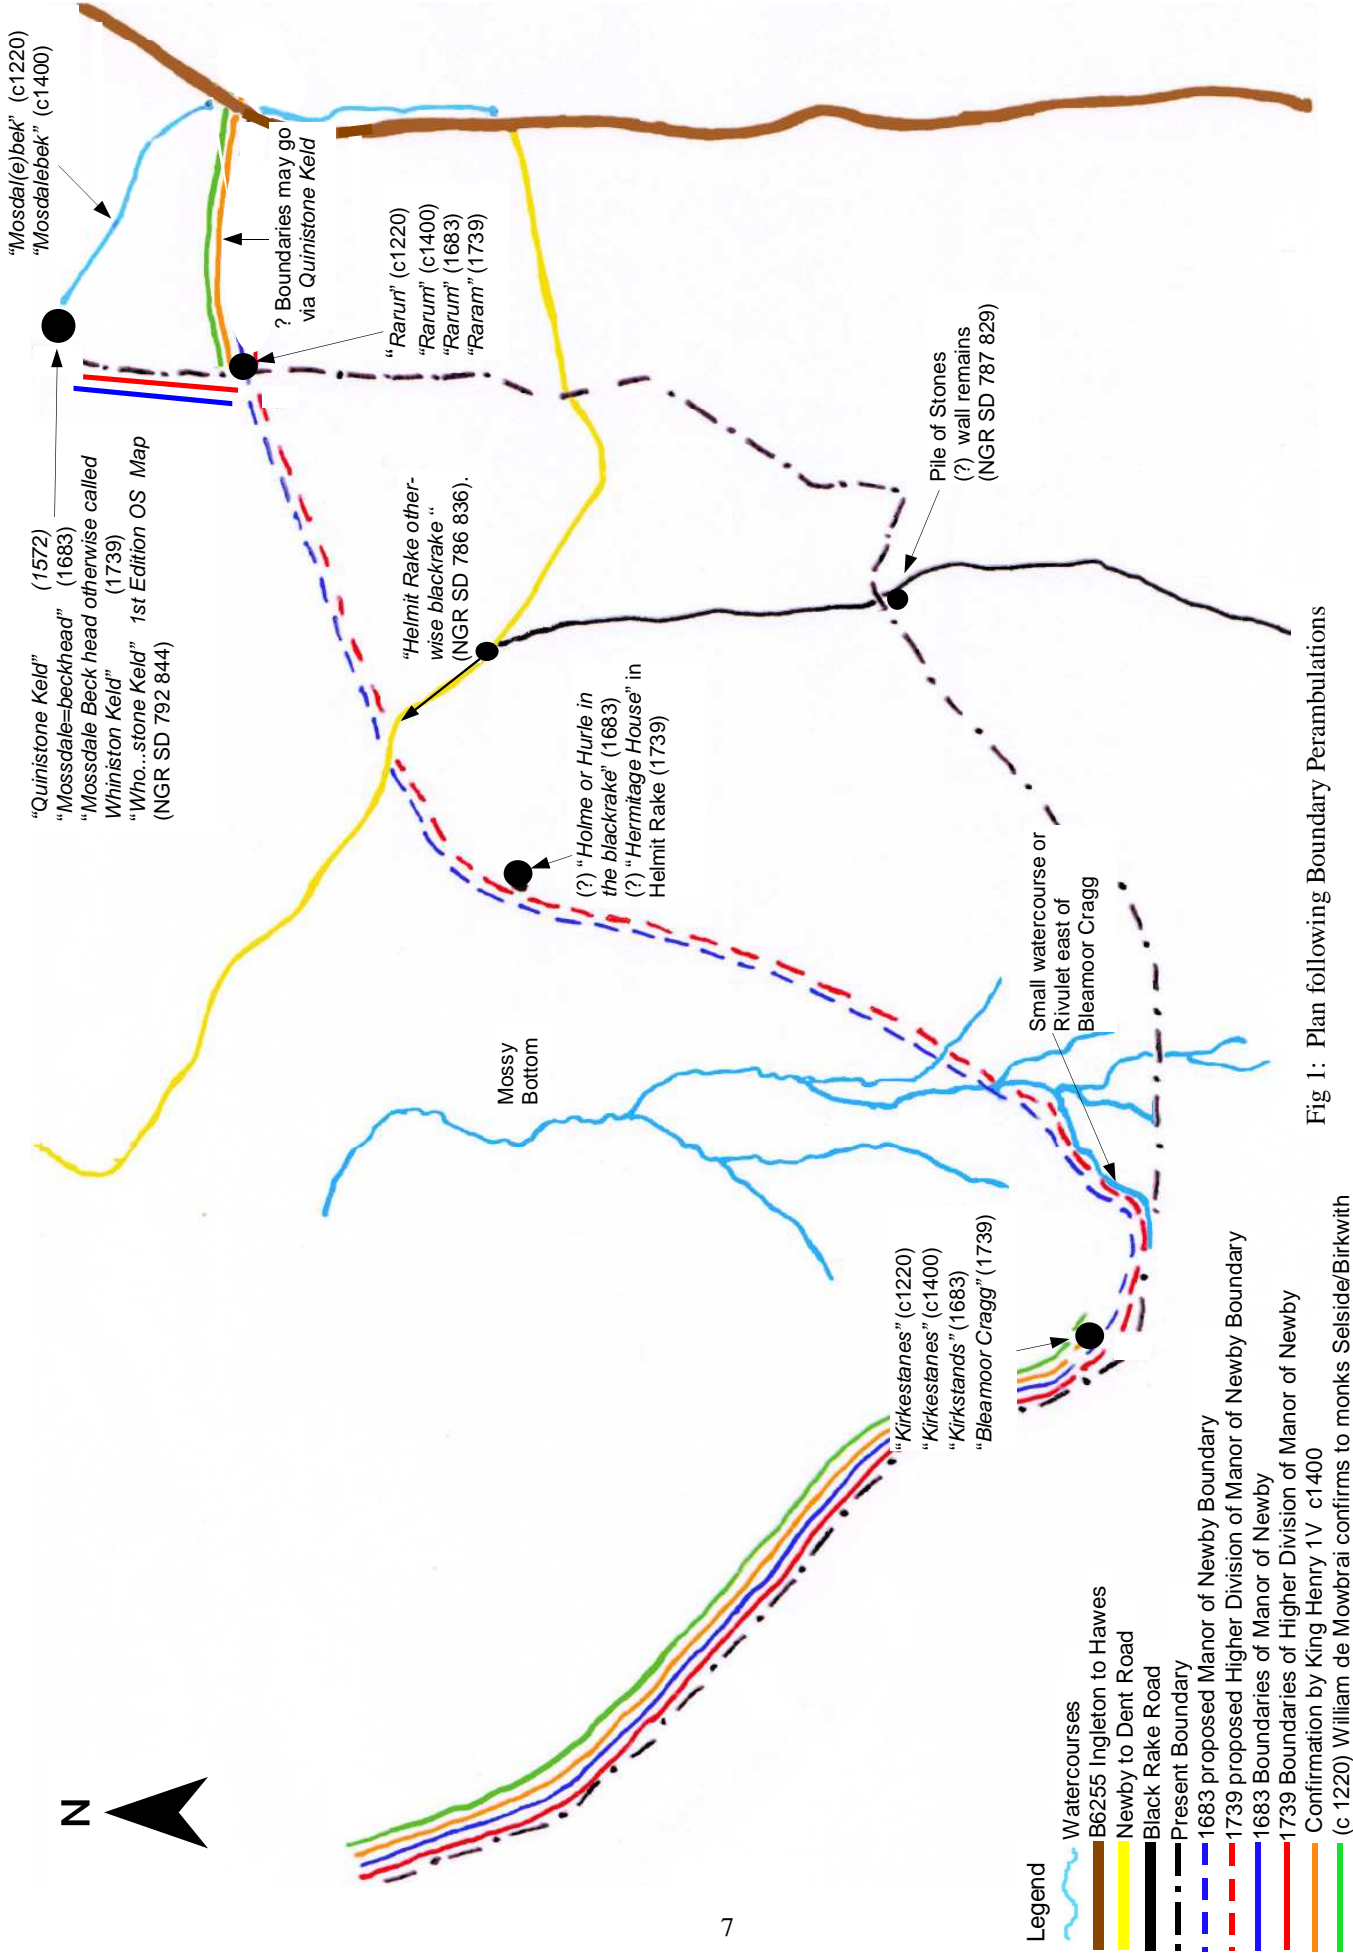 "Mosdal(e)bek" (c1220)
"Mosdalebek" (c1400)
"Quinistone Keld" (1572)
"Mossdale=beckhead" (1683)
"Mossdale Beck head otherwise called
Whiniston Keld" (1739)
"Who...stone Keld" 1st Edition OS Map
(NGR SD 792 844)
? Boundaries may go
via Quinistone Keld
"Rarun" (c1220)
"Rarum" (c1400)
"Rarum" (1683)
"Raram" (1739)
"Helmit Rake other-
wise blackrake "
(NGR SD 786 836).
Pile of Stones
(?) wall remains
(NGR SD 787 829)
(?) "Holme or Hurle in
the blackrake" (1683)
(?) "Hermitage House" in
Helmit Rake (1739)
Mossy
Bottom
Small watercourse or
Rivulet east of
Bleamoor Cragg
"Kirkestanes" (c1220)
"Kirkestanes" (c1400)
"Kirkstands" (1683)
"Bleamoor Cragg" (1739)
N
Legend
Watercourses
B6255 Ingleton to Hawes
Newby to Dent Road
Black Rake Road
Present Boundary
1683 proposed Manor of Newby Boundary
1739 proposed Higher Division of Manor of Newby Boundary
1683 Boundaries of Manor of Newby
1739 Boundaries of Higher Division of Manor of Newby
Confirmation by King Henry 1V c1400
(c 1220) William de Mowbrai confirms to monks Selside/Birkwith
Fig 1: Plan following Boundary Perambulations
7